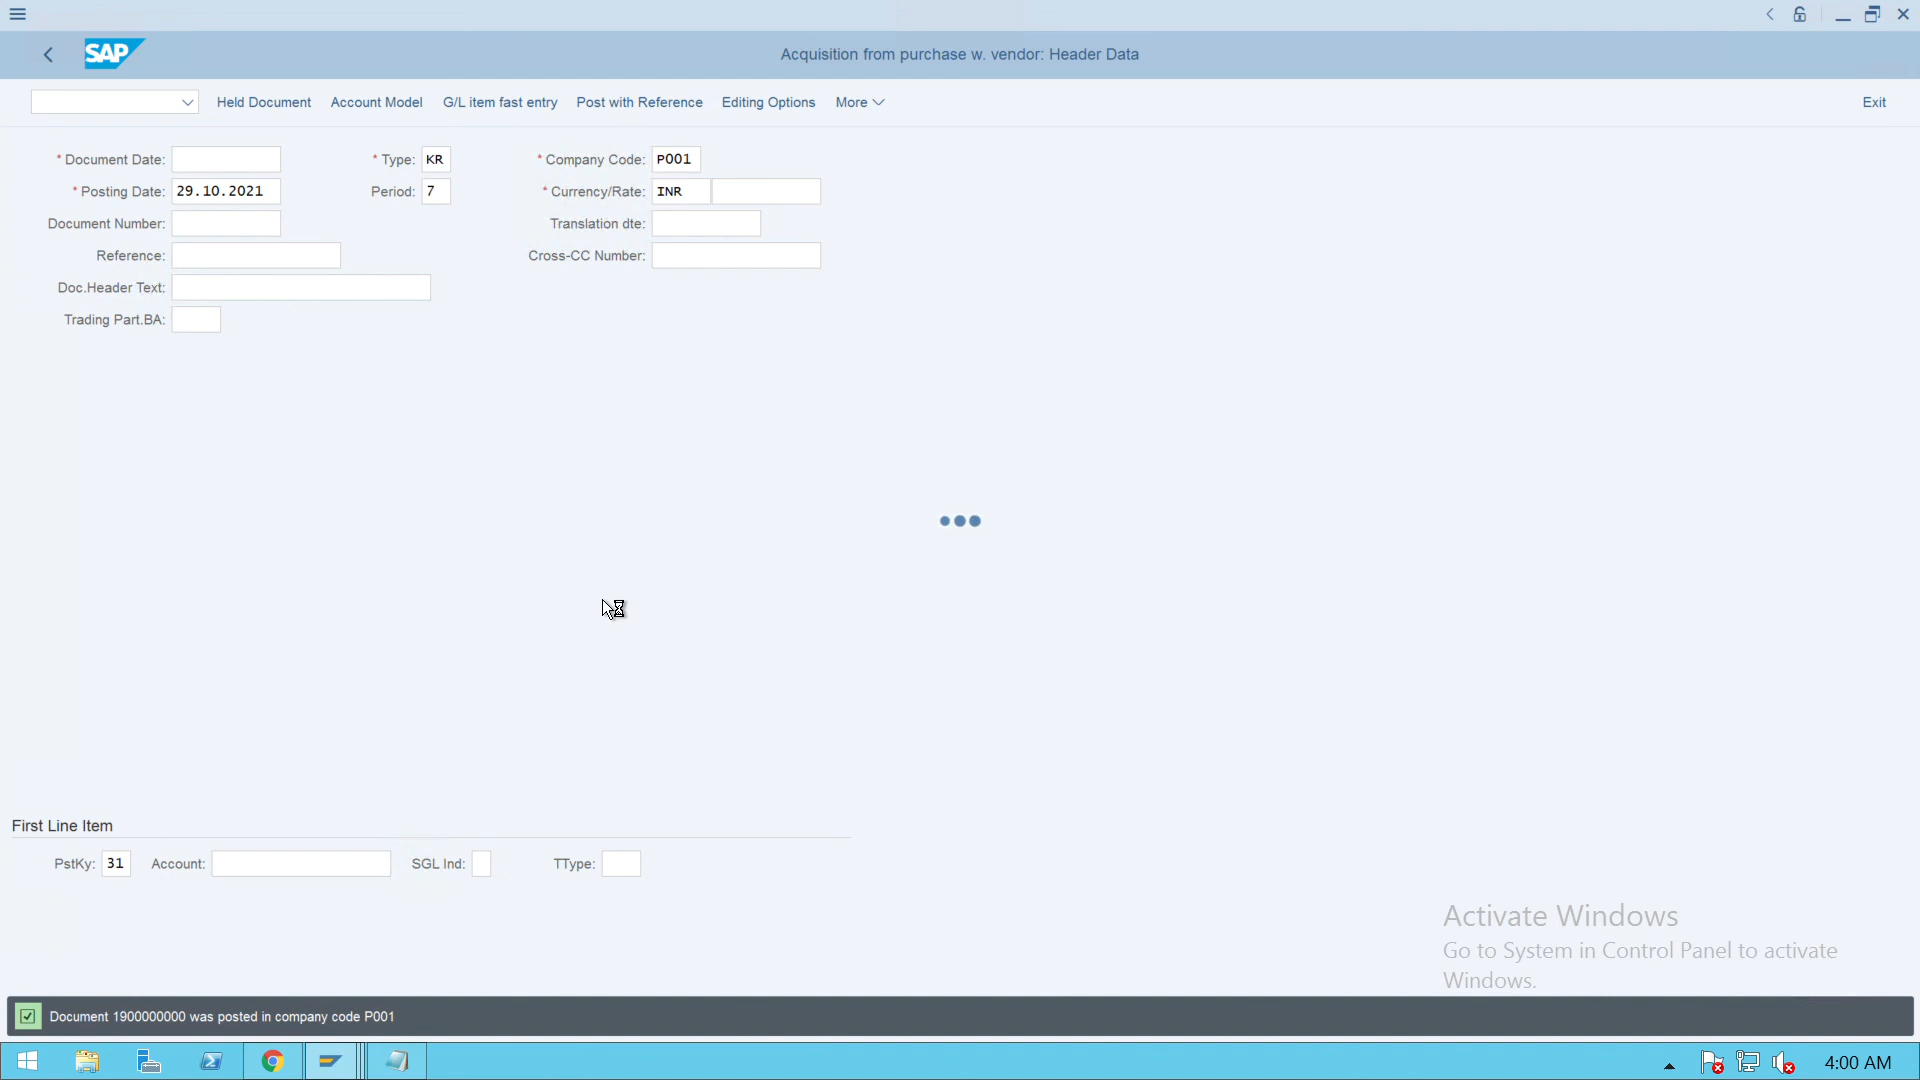 SAP
Acquisition from purchase w. vendor: Header Data
Held Document Account Model G/L item fast entry Post with Reference Editing Options More Exit
* Document Date: * Type: KR * Company Code: P001
* Posting Date: 29.10.2021 Period: 7 * Currency/Rate: INR
Document Number: Translation dte:
Reference: Cross-CC Number:
Doc.Header Text:
Trading Part.BA:
First Line Item
PstKy: 31 Account: SGL Ind: TType:
Activate Windows
Go to System in Control Panel to activate
Windows.
Document 1900000000 was posted in company code P001
4:00 AM